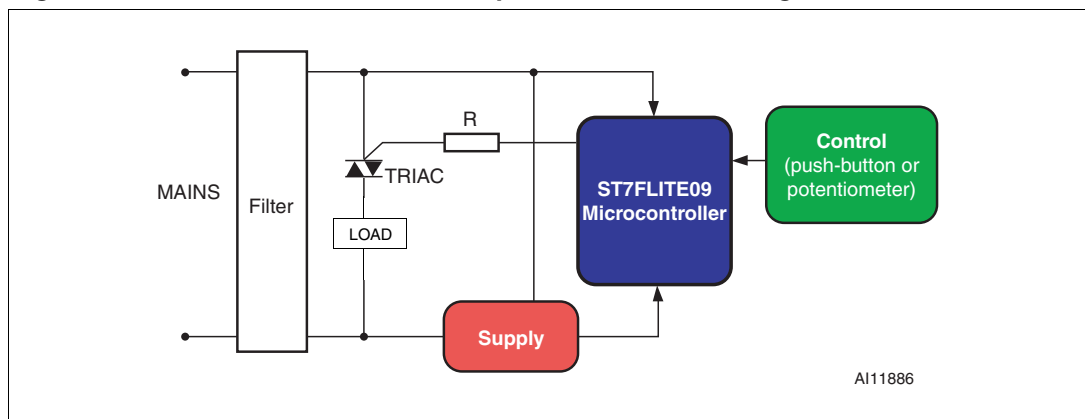 R
Control
(push-button or
potentiometer)
TRIAC
ST7FLITE09
Microcontroller
MAINS
Filter
LOAD
Supply
AI11886